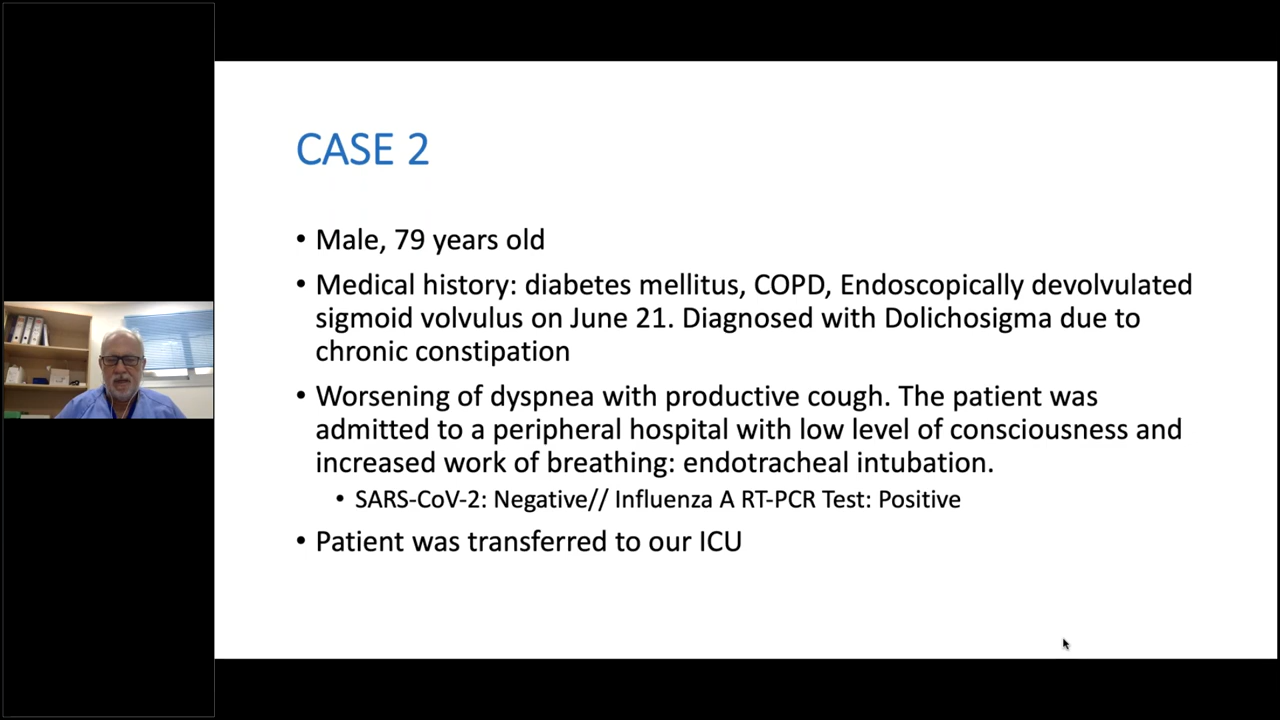 CASE 2
• Male, 79 years old
• Medical history: diabetes mellitus, COPD, Endoscopically devolvulated
sigmoid volvulus on June 21. Diagnosed with Dolichosigma due to
chronic constipation
• Worsening of dyspnea with productive cough. The patient was
admitted to a peripheral hospital with low level of consciousness and
increased work of breathing: endotracheal intubation.
• SARS-CoV-2: Negative// Influenza A RT-PCR Test: Positive
• Patient was transferred to our ICU